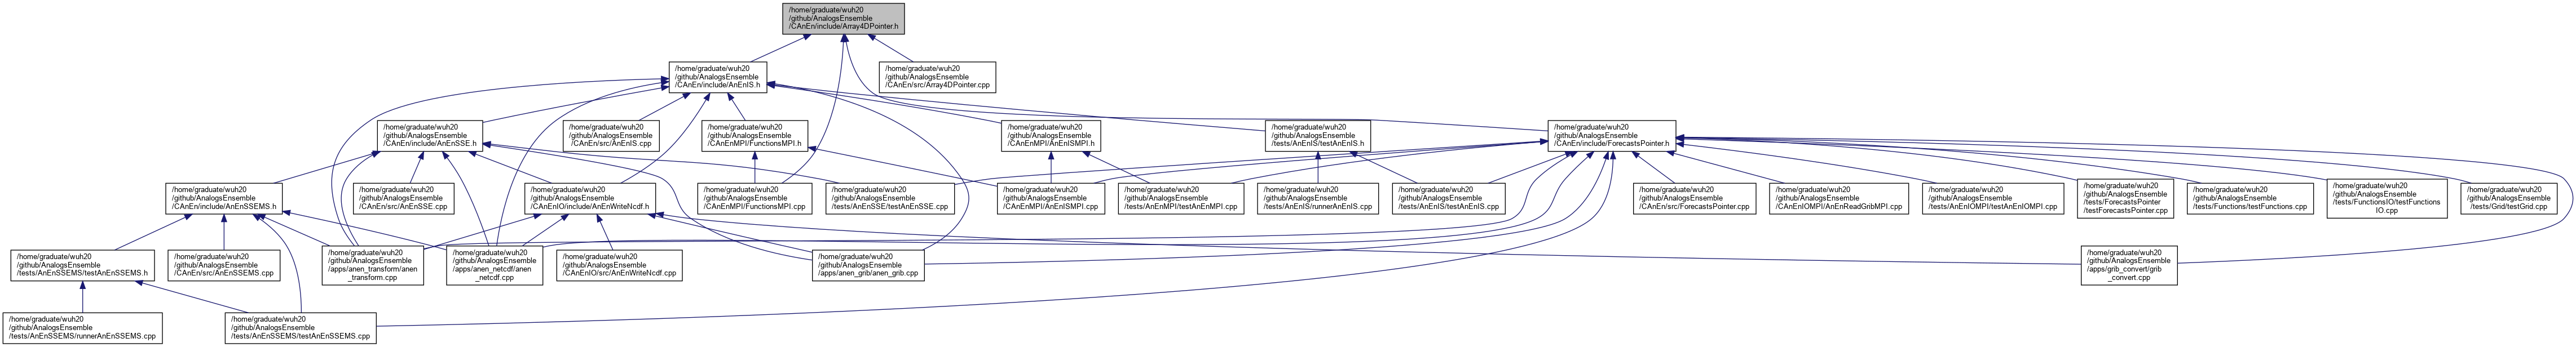 /home/graduate/wuh20
/github/AnalogsEnsemble
/CAnEn/include/Array4DPointer.h
/home/graduate/wuh20
/github/AnalogsEnsemble
/CAnEn/include/AnEnIS.h
/home/graduate/wuh20
/github/AnalogsEnsemble
/CAnEn/src/Array4DPointer.cpp
/home/graduate/wuh20
/github/AnalogsEnsemble
/CAnEn/include/AnEnSSE.h
/home/graduate/wuh20
/github/AnalogsEnsemble
/CAnEn/src/AnEnIS.cpp
/home/graduate/wuh20
/github/AnalogsEnsemble
/CAnEnMPI/FunctionsMPI.h
/home/graduate/wuh20
/github/AnalogsEnsemble
/CAnEnMPI/AnEnISMPI.h
/home/graduate/wuh20
/github/AnalogsEnsemble
/tests/AnEnIS/testAnEnIS.h
/home/graduate/wuh20
/github/AnalogsEnsemble
/CAnEn/include/ForecastsPointer.h
/home/graduate/wuh20
/github/AnalogsEnsemble
/CAnEn/include/AnEnSSEMS.h
/home/graduate/wuh20
/github/AnalogsEnsemble
/CAnEn/src/AnEnSSE.cpp
/home/graduate/wuh20
/github/AnalogsEnsemble
/CAnEnIO/include/AnEnWriteNcdf.h
/home/graduate/wuh20
/github/AnalogsEnsemble
/CAnEnMPI/FunctionsMPI.cpp
/home/graduate/wuh20
/github/AnalogsEnsemble
/tests/AnEnSSE/testAnEnSSE.cpp
/home/graduate/wuh20
/github/AnalogsEnsemble
/CAnEnMPI/AnEnISMPI.cpp
/home/graduate/wuh20
/github/AnalogsEnsemble
/tests/AnEnMPI/testAnEnMPI.cpp
/home/graduate/wuh20
/github/AnalogsEnsemble
/tests/AnEnIS/runnerAnEnIS.cpp
/home/graduate/wuh20
/github/AnalogsEnsemble
/tests/AnEnIS/testAnEnIS.cpp
/home/graduate/wuh20
/github/AnalogsEnsemble
/CAnEn/src/ForecastsPointer.cpp
/home/graduate/wuh20
/github/AnalogsEnsemble
/CAnEnIOMPI/AnEnReadGribMPI.cpp
/home/graduate/wuh20
/github/AnalogsEnsemble
/tests/AnEnIOMPI/testAnEnIOMPI.cpp
/home/graduate/wuh20
/github/AnalogsEnsemble
/tests/ForecastsPointer
/testForecastsPointer.cpp
/home/graduate/wuh20
/github/AnalogsEnsemble
/tests/Functions/testFunctions.cpp
/home/graduate/wuh20
/github/AnalogsEnsemble
/tests/FunctionsIO/testFunctions
IO.cpp
/home/graduate/wuh20
/github/AnalogsEnsemble
/tests/Grid/testGrid.cpp
/home/graduate/wuh20
/github/AnalogsEnsemble
/tests/AnEnSSEMS/testAnEnSSEMS.h
/home/graduate/wuh20
/github/AnalogsEnsemble
/CAnEn/src/AnEnSSEMS.cpp
/home/graduate/wuh20
/github/AnalogsEnsemble
/apps/anen_transform/anen
_transform.cpp
/home/graduate/wuh20
/github/AnalogsEnsemble
/apps/anen_netcdf/anen
_netcdf.cpp
/home/graduate/wuh20
/github/AnalogsEnsemble
/CAnEnIO/src/AnEnWriteNcdf.cpp
/home/graduate/wuh20
/github/AnalogsEnsemble
/apps/anen_grib/anen_grib.cpp
/home/graduate/wuh20
/github/AnalogsEnsemble
/apps/grib_convert/grib
_convert.cpp
/home/graduate/wuh20
/github/AnalogsEnsemble
/tests/AnEnSSEMS/runnerAnEnSSEMS.cpp
/home/graduate/wuh20
/github/AnalogsEnsemble
/tests/AnEnSSEMS/testAnEnSSEMS.cpp